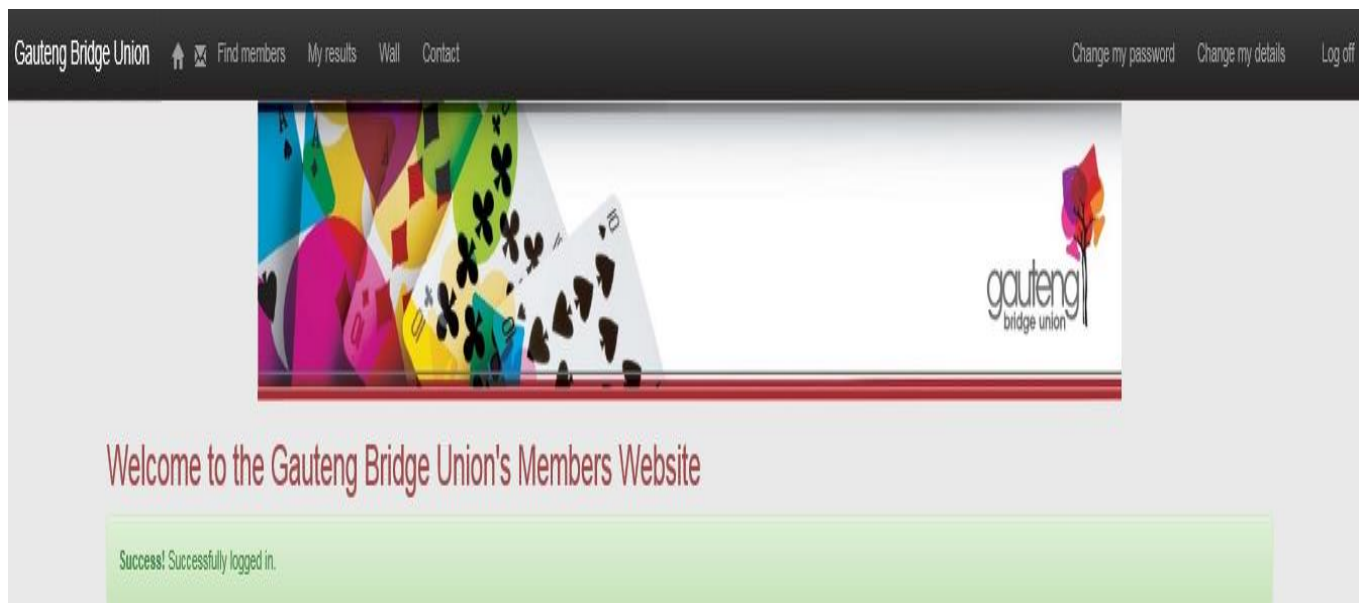 Gauteng Bridge Union Find members My results Wall Contact Change my password Change my details Log off
gauteng
bridge union
Welcome to the Gauteng Bridge Union's Members Website
Success! Successfully logged in.